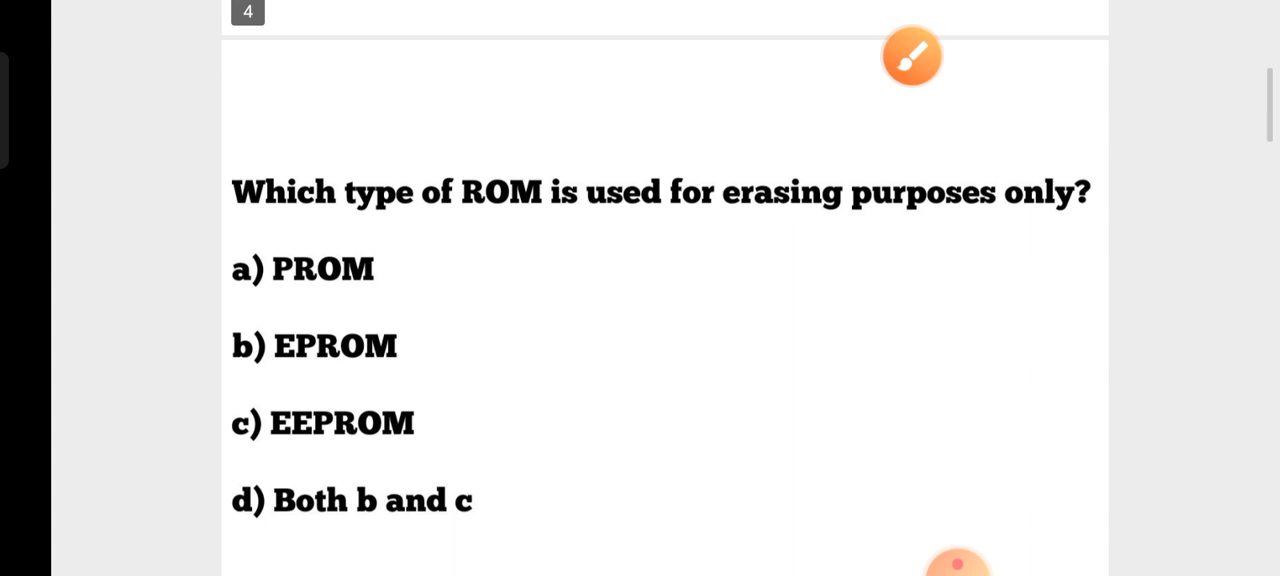 4
Which type of ROM is used for erasing purposes only?
a) PROM
b) EPROM
c) EEPROM
d) Both b and c